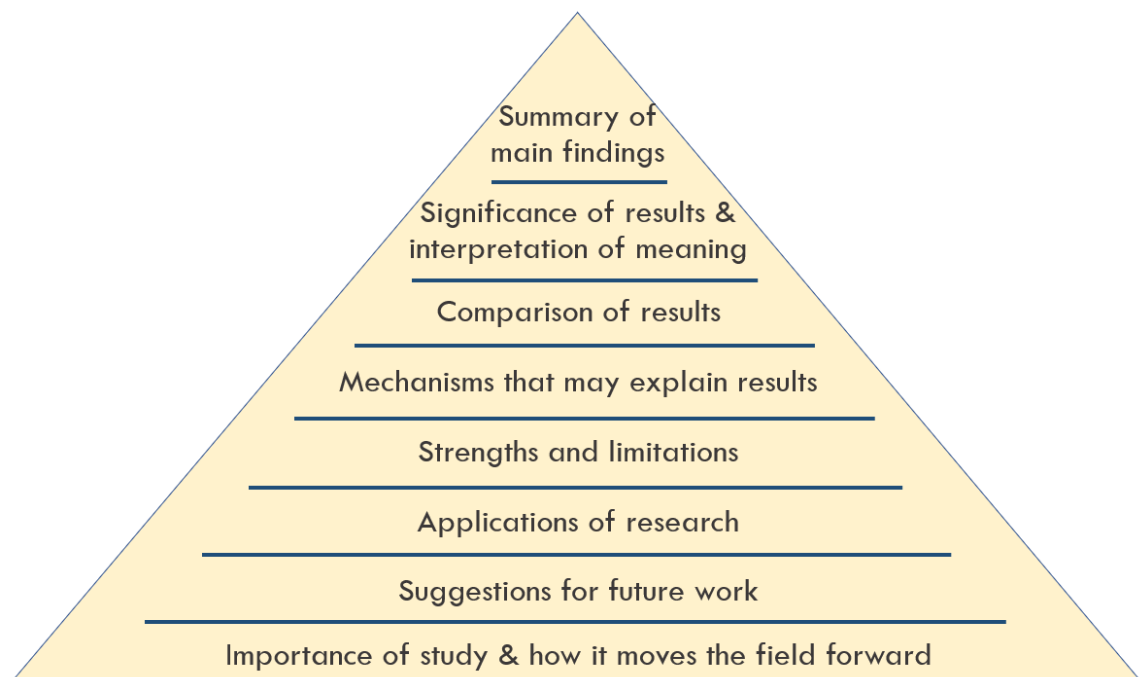 Summary of
main findings
Significance of results &
interpretation of meaning
Comparison of results
Mechanisms that may explain results
Strengths and limitations
Applications of research
Suggestions for future work
Importance of study & how it moves the field forward